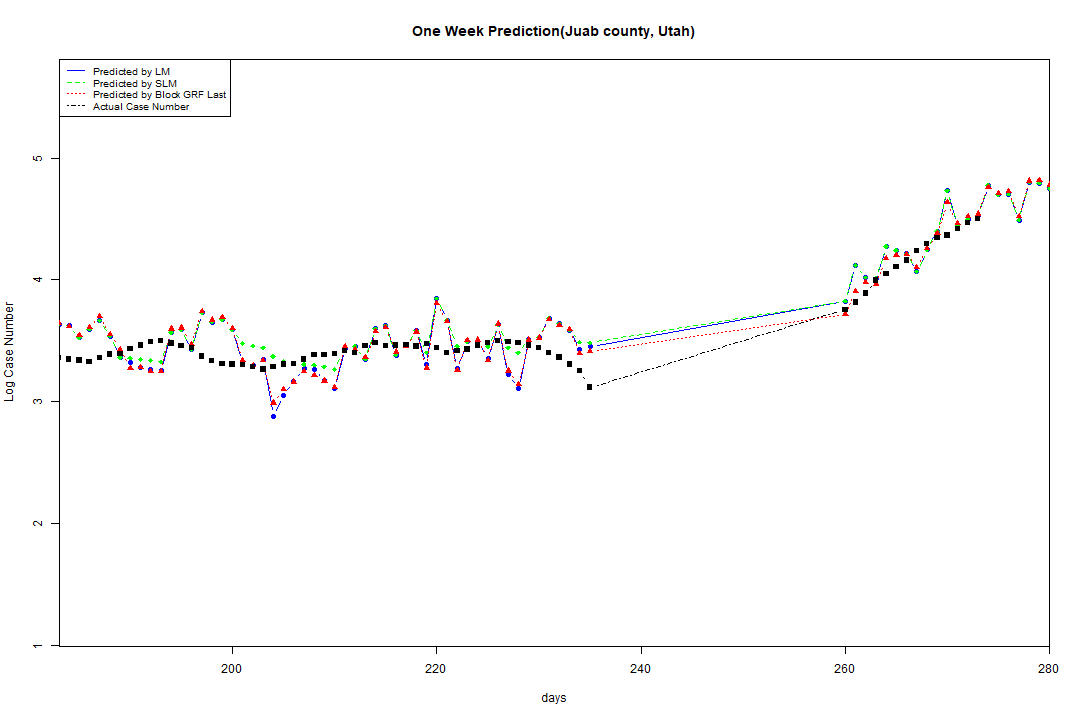 One Week Prediction(Juab county, Utah)
Predicted by LM
Predicted by SLM
Predicted by Block GRF Last
Actual Case Number
5
4
3
2
1
Log Case Number
200 220 240 260 280
days